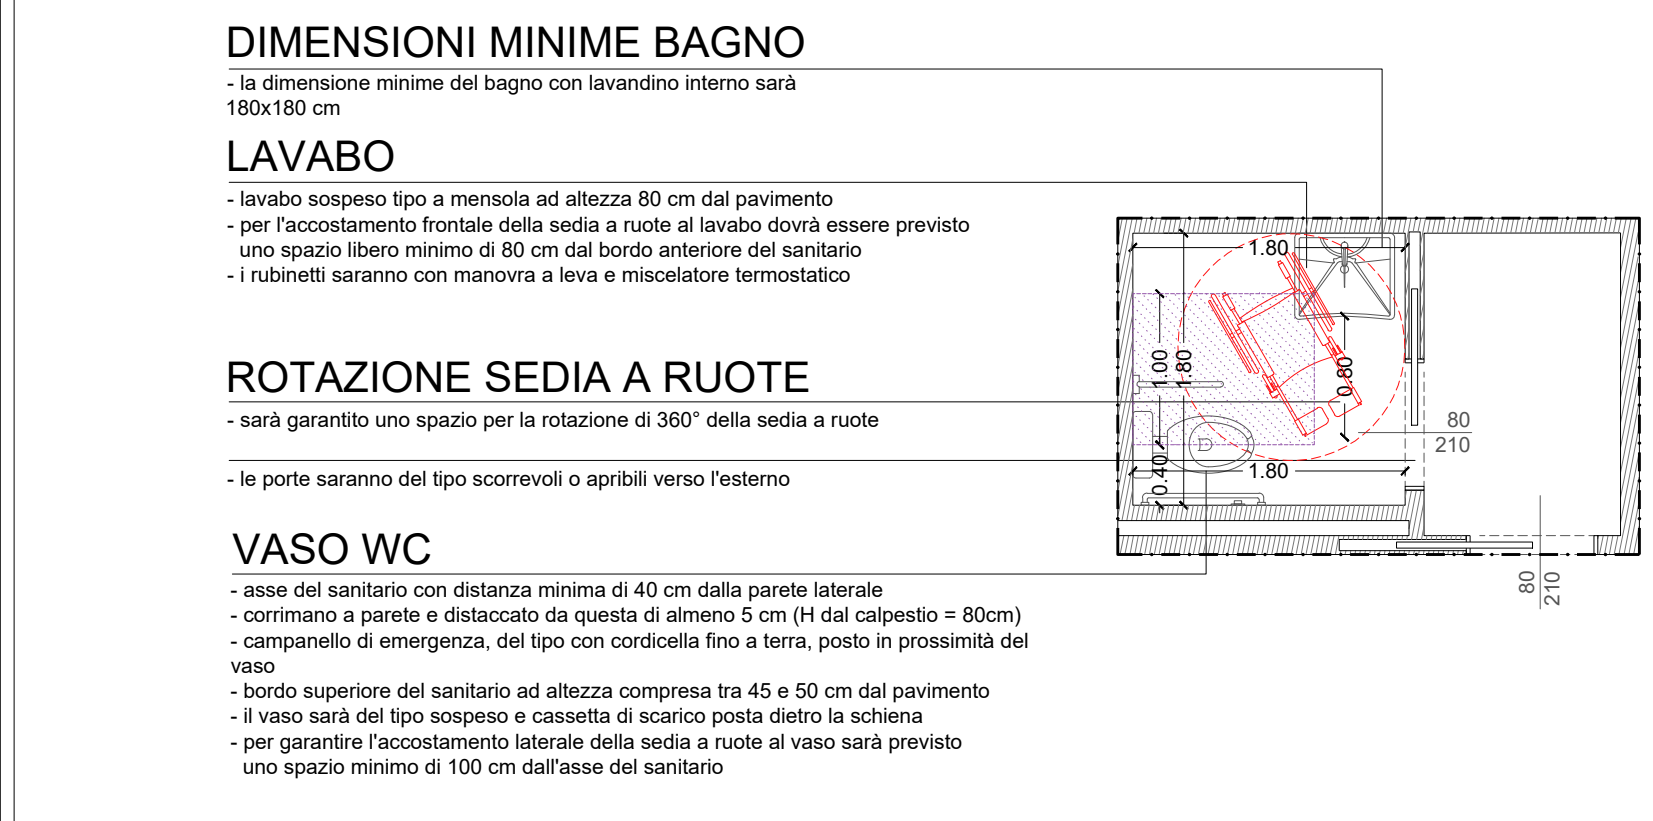 DIMENSIONI MINIME BAGNO
- la dimensione minime del bagno con lavandino interno sarà
180x180 cm
LAVABO
- lavabo sospeso tipo a mensola ad altezza 80 cm dal pavimento
- per l'accostamento frontale della sedia a ruote al lavabo dovrà essere previsto
uno spazio libero minimo di 80 cm dal bordo anteriore del sanitario
- i rubinetti saranno con manovra a leva e miscelatore termostatico
ROTAZIONE SEDIA A RUOTE
- sarà garantito uno spazio per la rotazione di 360° della sedia a ruote
- le porte saranno del tipo scorrevoli o apribili verso l'esterno
VASO WC
- asse del sanitario con distanza minima di 40 cm dalla parete laterale
- corrimano a parete e distaccato da questa di almeno 5 cm (H dal calpestio = 80cm)
- campanello di emergenza, del tipo con cordicella fino a terra, posto in prossimità del
vaso
- bordo superiore del sanitario ad altezza compresa tra 45 e 50 cm dal pavimento
- il vaso sarà del tipo sospeso e cassetta di scarico posta dietro la schiena
- per garantire l'accostamento laterale della sedia a ruote al vaso sarà previsto
uno spazio minimo di 100 cm dall'asse del sanitario
1.80
1.00
1.80
0.80
0.40
1.80
80
210
80
210